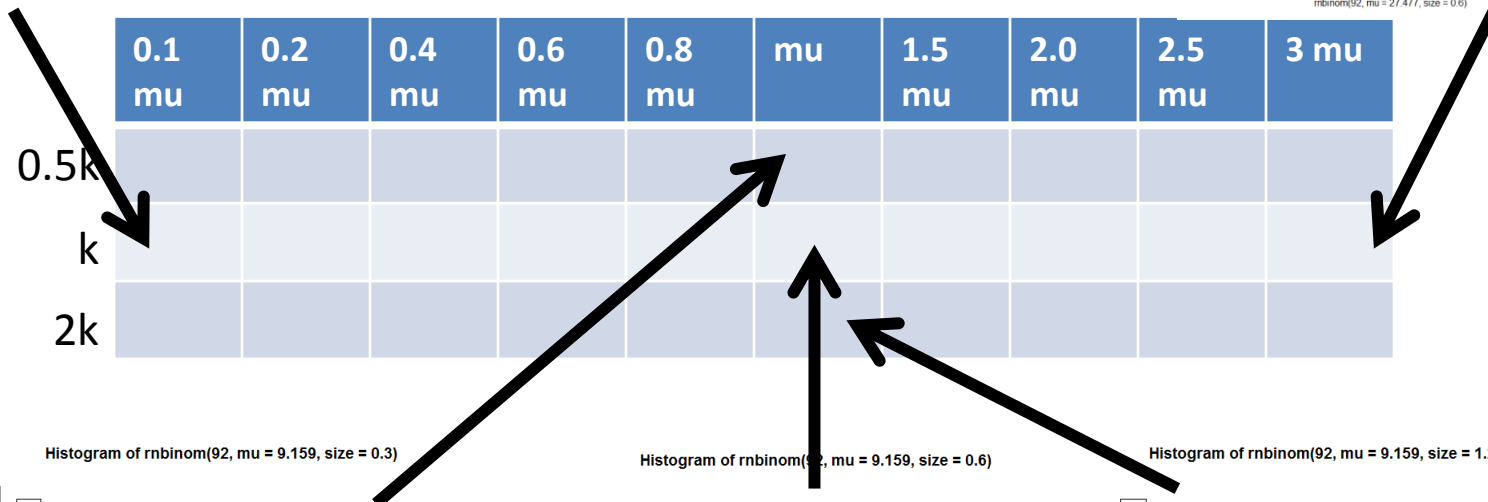 rnbinom(92, mu = 27.477, size = 0.6)
0.1 mu 0.2 mu 0.4 mu 0.6 mu 0.8 mu mu 1.5 mu 2.0 mu 2.5 mu 3 mu
0.5k
k
2k
Histogram of rnbinom(92, mu = 9.159, size = 0.3)
Histogram of rnbinom(92, mu = 9.159, size = 0.6)
Histogram of rnbinom(92, mu = 9.159, size = 1.